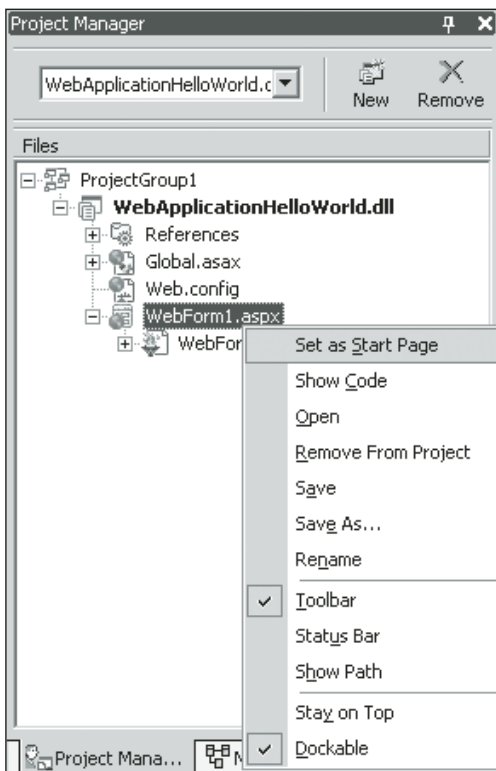 Project Manager
WebApplicationHelloWorld.c
New
Remove
Files
ProjectGroup1
WebApplicationHelloWorld.dll
References
Global.asax
Web.config
WebForm1.aspx
WebFor
Set as Start Page
Show Code
Open
Remove From Project
Save
Save As...
Rename
Toolbar
Status Bar
Show Path
Stay on Top
Dockable
Project Mana...